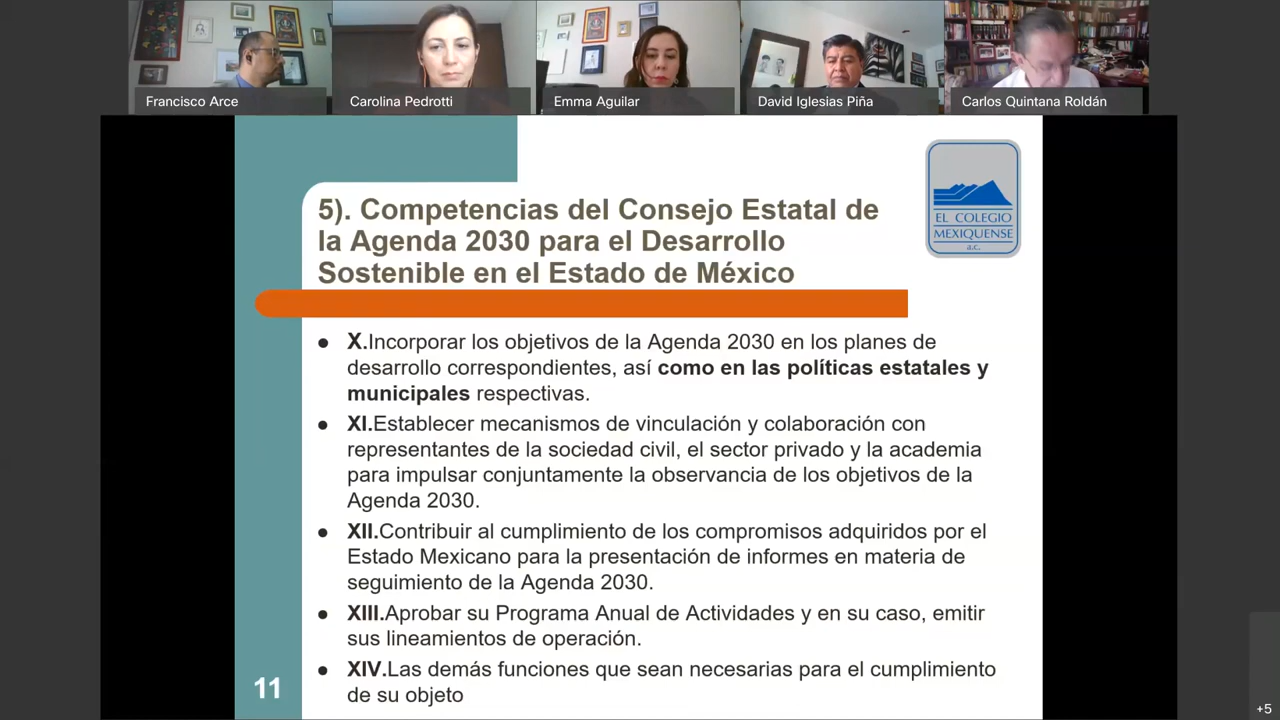 Francisco Arce
Carolina Pedrotti
Emma Aguilar
David Iglesias Piña
Carlos Quintana Roldán
EL COLEGIO
MEXIQUENSE
a.c.
5). Competencias del Consejo Estatal de
la Agenda 2030 para el Desarrollo
Sostenible en el Estado de México
• X.Incorporar los objetivos de la Agenda 2030 en los planes de
desarrollo correspondientes, así como en las políticas estatales y
municipales respectivas.
• XI.Establecer mecanismos de vinculación y colaboración con
representantes de la sociedad civil, el sector privado y la academia
para impulsar conjuntamente la observancia de los objetivos de la
Agenda 2030.
• XII.Contribuir al cumplimiento de los compromisos adquiridos por el
Estado Mexicano para la presentación de informes en materia de
seguimiento de la Agenda 2030.
• XIII.Aprobar su Programa Anual de Actividades y en su caso, emitir
sus lineamientos de operación.
• XIV.Las demás funciones que sean necesarias para el cumplimiento
de su objeto
11
+5